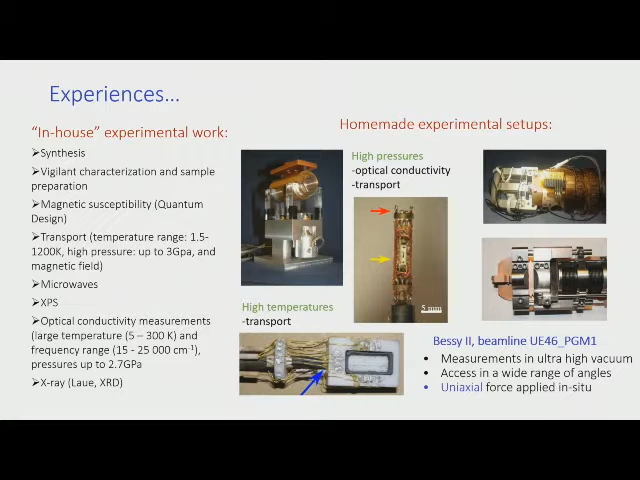 Experiences...
“In-house” experimental work:
➢Synthesis
➢Vigilant characterization and sample
preparation
➢Magnetic susceptibility (Quantum
Design)
➢Transport (temperature range: 1.5-
1200K, high pressure: up to 3Gpa, and
magnetic field)
➢Microwaves
➢XPS
➢Optical conductivity measurements
(large temperature (5 – 300 K) and
frequency range (15 - 25 000 cm⁻¹),
pressures up to 2.7GPa
➢X-ray (Laue, XRD)
Homemade experimental setups:
High pressures
-optical conductivity
-transport
5 mm
High temperatures
-transport
Bessy II, beamline UE46_PGM1
• Measurements in ultra high vacuum
• Access in a wide range of angles
• Uniaxial force applied in-situ